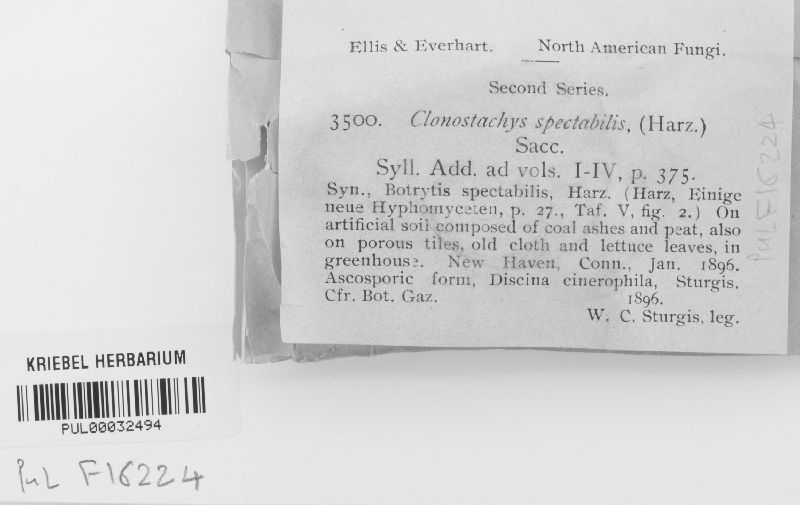 Ellis & Everhart. North American Fungi.
Second Series.
3500. Clonostachys spectabilis, (Harz.)
Sacc.
Syll. Add. ad vols. I-IV, p. 375.
Syn., Botrytis spectabilis, Harz. (Harz, Einige
neue Hyphomyceten, p. 27., Taf. V, fig. 2.) On
artificial soil composed of coal ashes and peat, also
on porous tiles, old cloth and lettuce leaves, in
greenhouse. New Haven, Conn., Jan. 1896.
Ascosporic form, Discina cinerophila, Sturgis.
Cfr. Bot. Gaz. 1896.
W. C. Sturgis, leg.
PUL F16224
KRIEBEL HERBARIUM
PUL00032494
PUL F16224